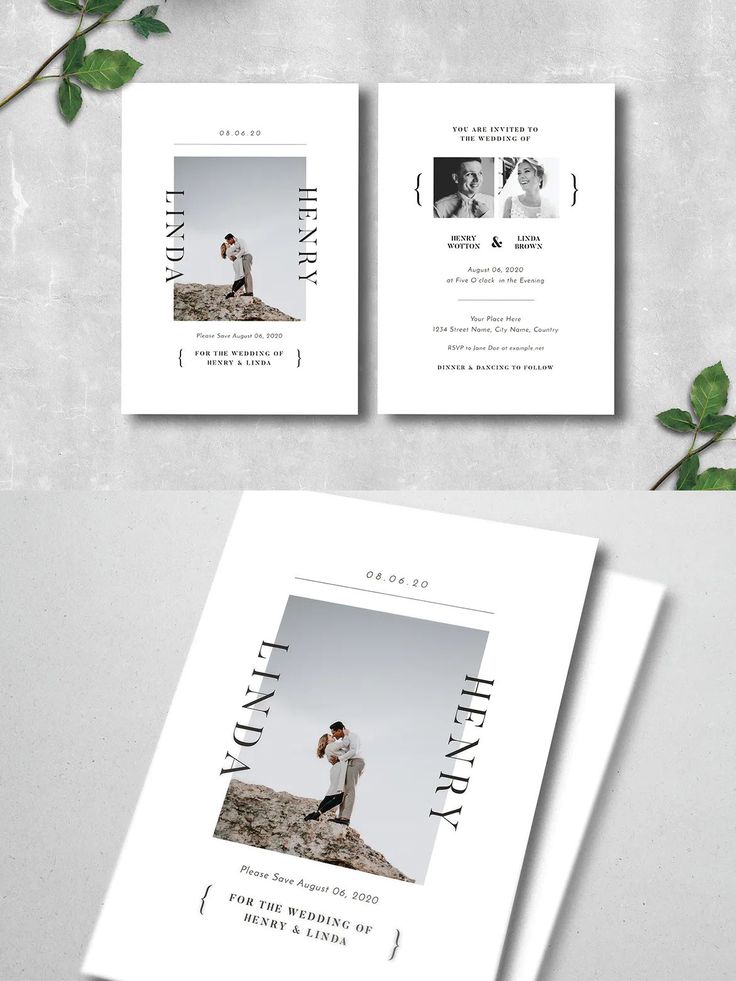 08.06.20
LINDA
HENRY
Please Save August 06, 2020
{ FOR THE WEDDING OF
HENRY & LINDA }
YOU ARE INVITED TO
THE WEDDING OF
{ }
HENRY
WOTTON
&
LINDA
BROWN
August 06, 2020
at Five O'clock in the Evening
Your Place Here
1234 Street Name, City Name, Country
RSVP to Jane Doe at example.net
DINNER & DANCING TO FOLLOW
08.06.20
LINDA
HENRY
Please Save August 06, 2020
{ FOR THE WEDDING OF
HENRY & LINDA }